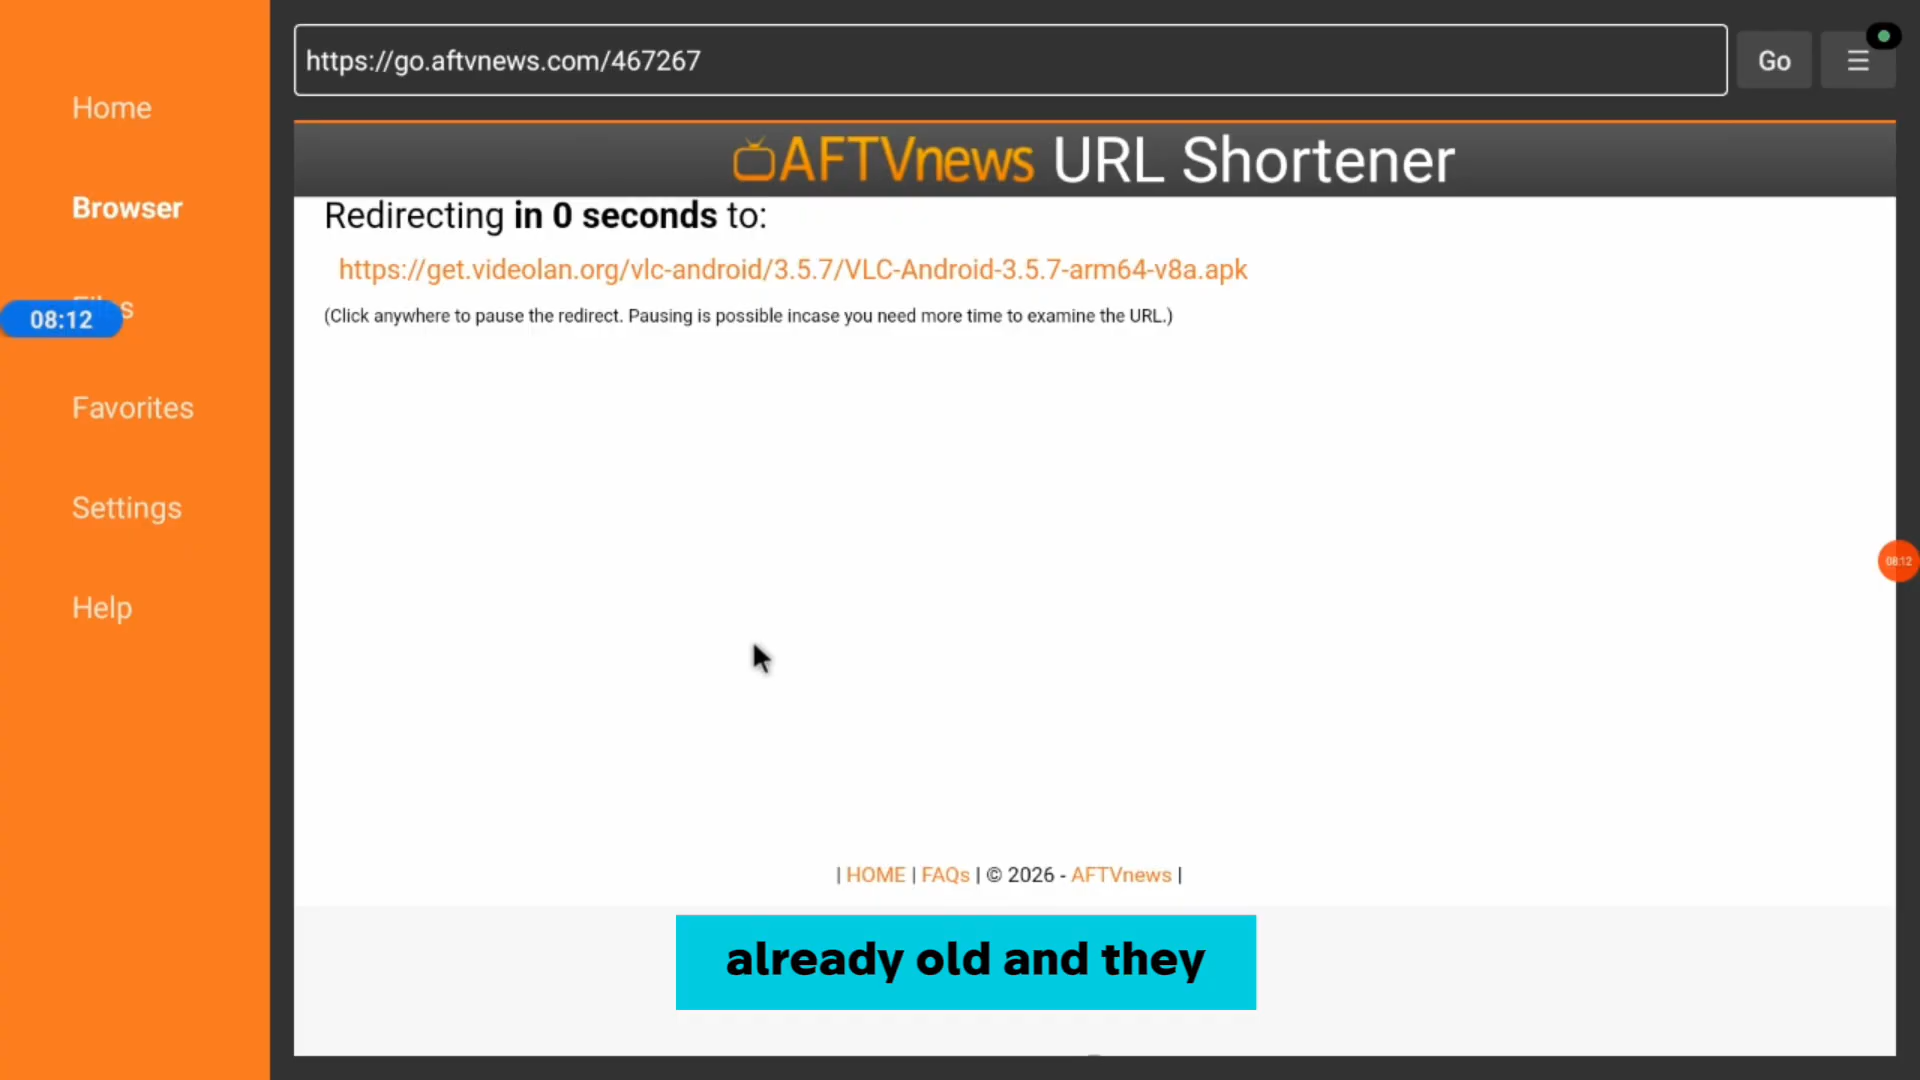 https://go.aftvnews.com/467267
Go
Home
Browser
Files
Favorites
Settings
Help
08:12
AFTVnews URL Shortener
Redirecting in 0 seconds to:
https://get.videolan.org/vlc-android/3.5.7/VLC-Android-3.5.7-arm64-v8a.apk
(Click anywhere to pause the redirect. Pausing is possible incase you need more time to examine the URL.)
08:12
| HOME | FAQs | © 2026 - AFTVnews |
already old and they